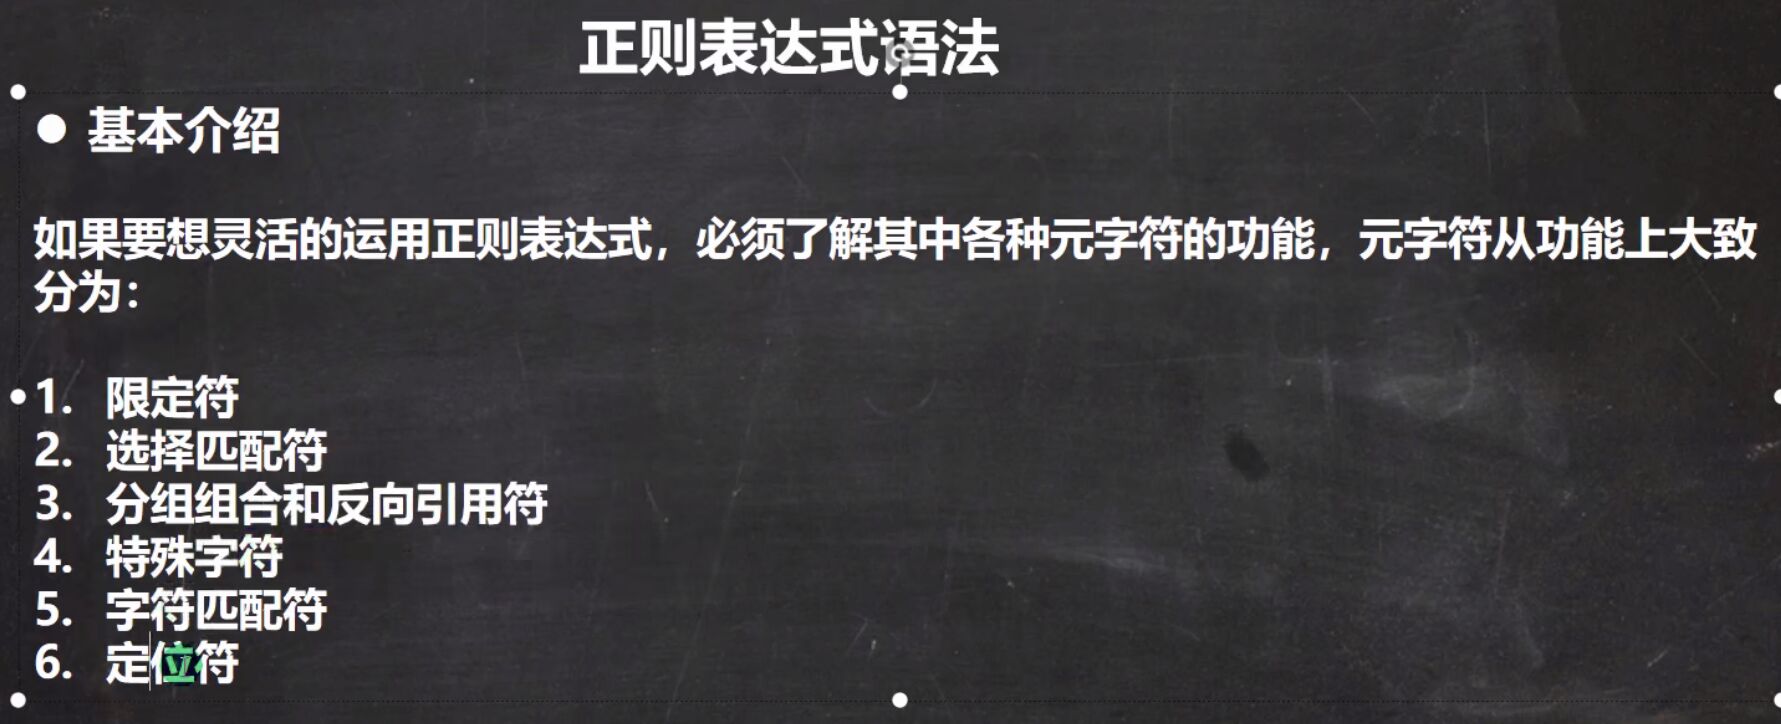 正则表达式语法
● 基本介绍
如果要想灵活的运用正则表达式，必须了解其中各种元字符的功能，元字符从功能上大致
分为：
1. 限定符
2. 选择匹配符
3. 分组组合和反向引用符
4. 特殊字符
5. 字符匹配符
6. 定位符